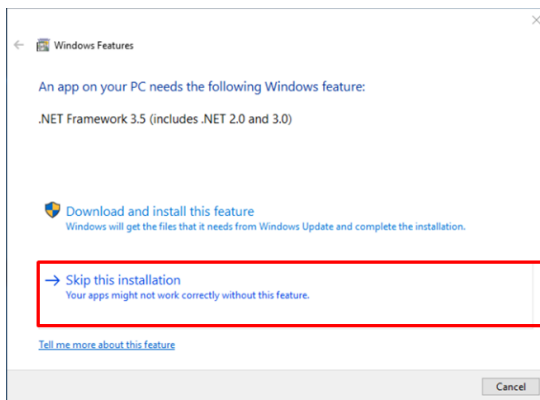 Windows Features
An app on your PC needs the following Windows feature:
.NET Framework 3.5 (includes .NET 2.0 and 3.0)
Download and install this feature
Windows will get the files that it needs from Windows Update and complete the installation.
Skip this installation
Your apps might not work correctly without this feature.
Tell me more about this feature
Cancel